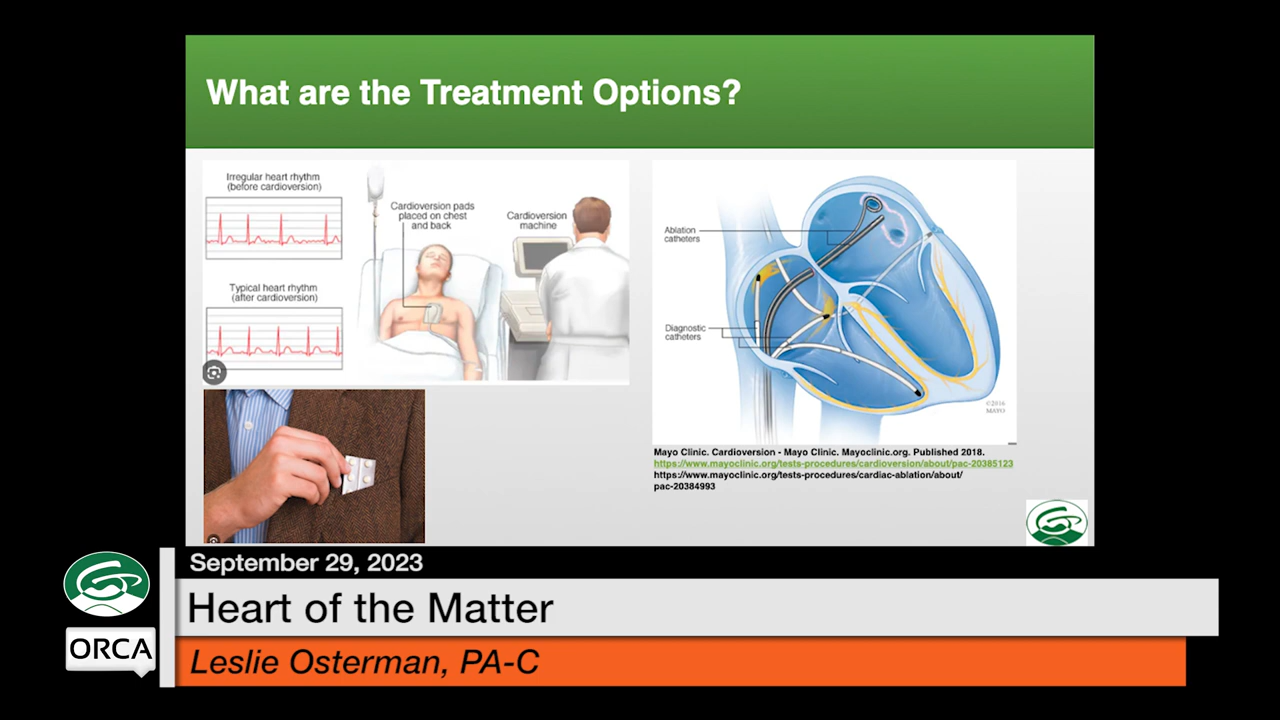 What are the Treatment Options?
Irregular heart rhythm
(before cardioversion)
Cardioversion pads
placed on chest
and back
Cardioversion
machine
Typical heart rhythm
(after cardioversion)
Ablation
catheters
Diagnostic
catheters
©2016
MAYO
Mayo Clinic. Cardioversion - Mayo Clinic. Mayoclinic.org. Published 2018.
https://www.mayoclinic.org/tests-procedures/cardioversion/about/pac-20385123
https://www.mayoclinic.org/tests-procedures/cardiac-ablation/about/
pac-20384993
September 29, 2023
Heart of the Matter
ORCA
Leslie Osterman, PA-C